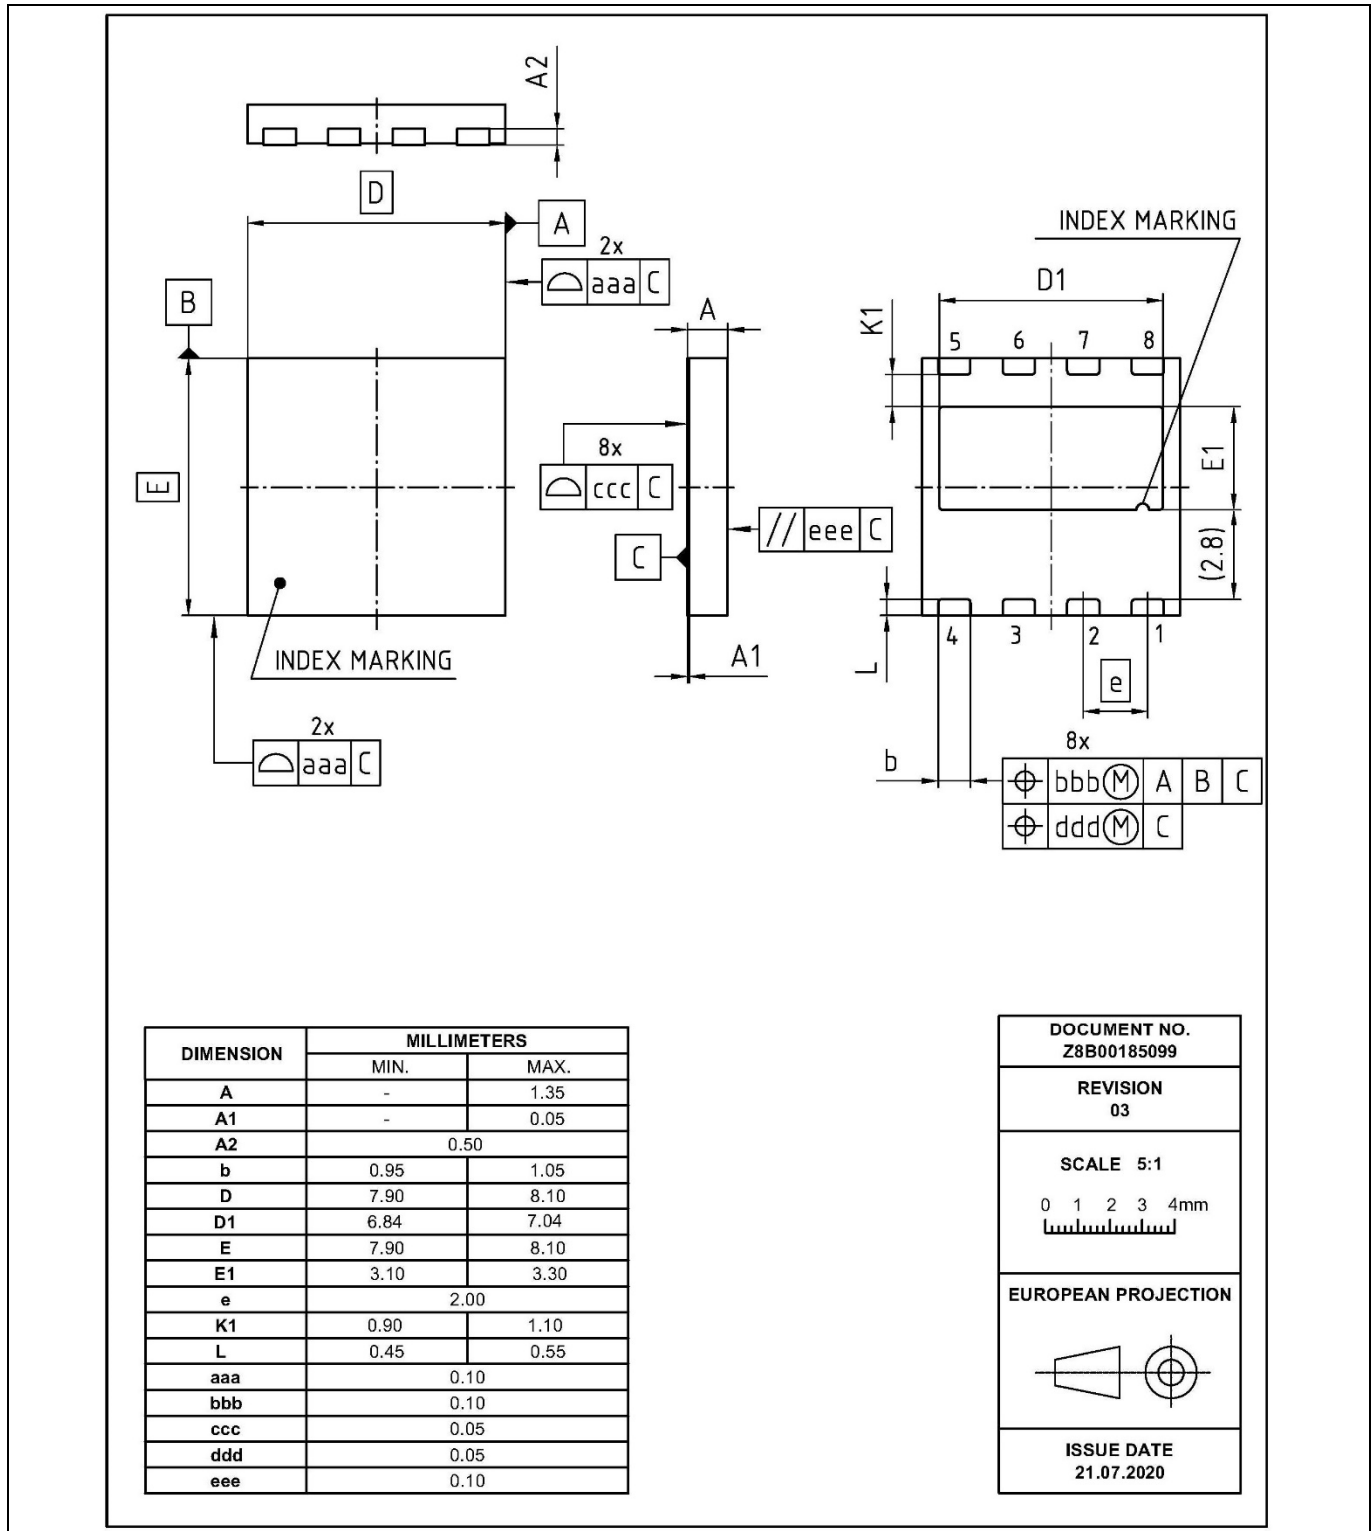 A2
D
A
2x
aaa C
B
E
INDEX MARKING
2x
aaa C
A
8x
ccc C
C
// eee C
A1
INDEX MARKING
D1
K1
5 6 7 8
E1
(2.8)
4 3 2 1
L
e
b
8x
bbb M A B C
ddd M C
DIMENSION MILLIMETERS
MIN. MAX.
A - 1.35
A1 - 0.05
A2 0.50
b 0.95 1.05
D 7.90 8.10
D1 6.84 7.04
E 7.90 8.10
E1 3.10 3.30
e 2.00
K1 0.90 1.10
L 0.45 0.55
aaa 0.10
bbb 0.10
ccc 0.05
ddd 0.05
eee 0.10
DOCUMENT NO.
Z8B00185099
REVISION
03
SCALE 5:1
0 1 2 3 4mm
EUROPEAN PROJECTION
ISSUE DATE
21.07.2020